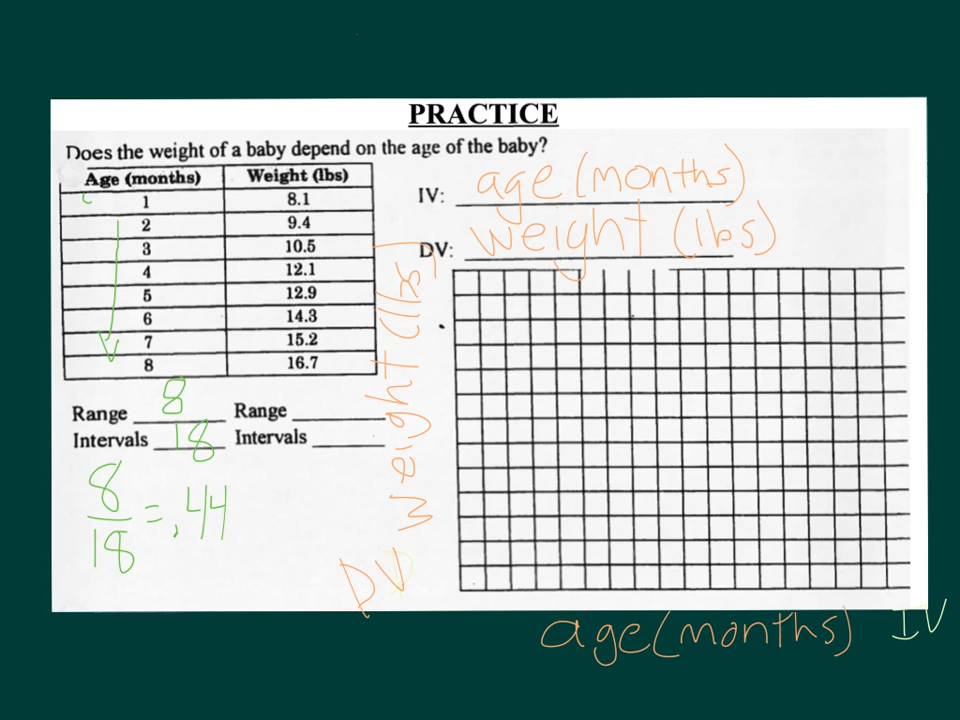 PRACTICE
Does the weight of a baby depend on the age of the baby?
Age (months) Weight (lbs)
1 8.1
2 9.4
3 10.5
4 12.1
5 12.9
6 14.3
7 15.2
8 16.7
Range 8 Range
Intervals 18 Intervals
8/18 = .44
IV: age (months)
DV: weight (lbs)
DV weight (lbs)
age (months) IV